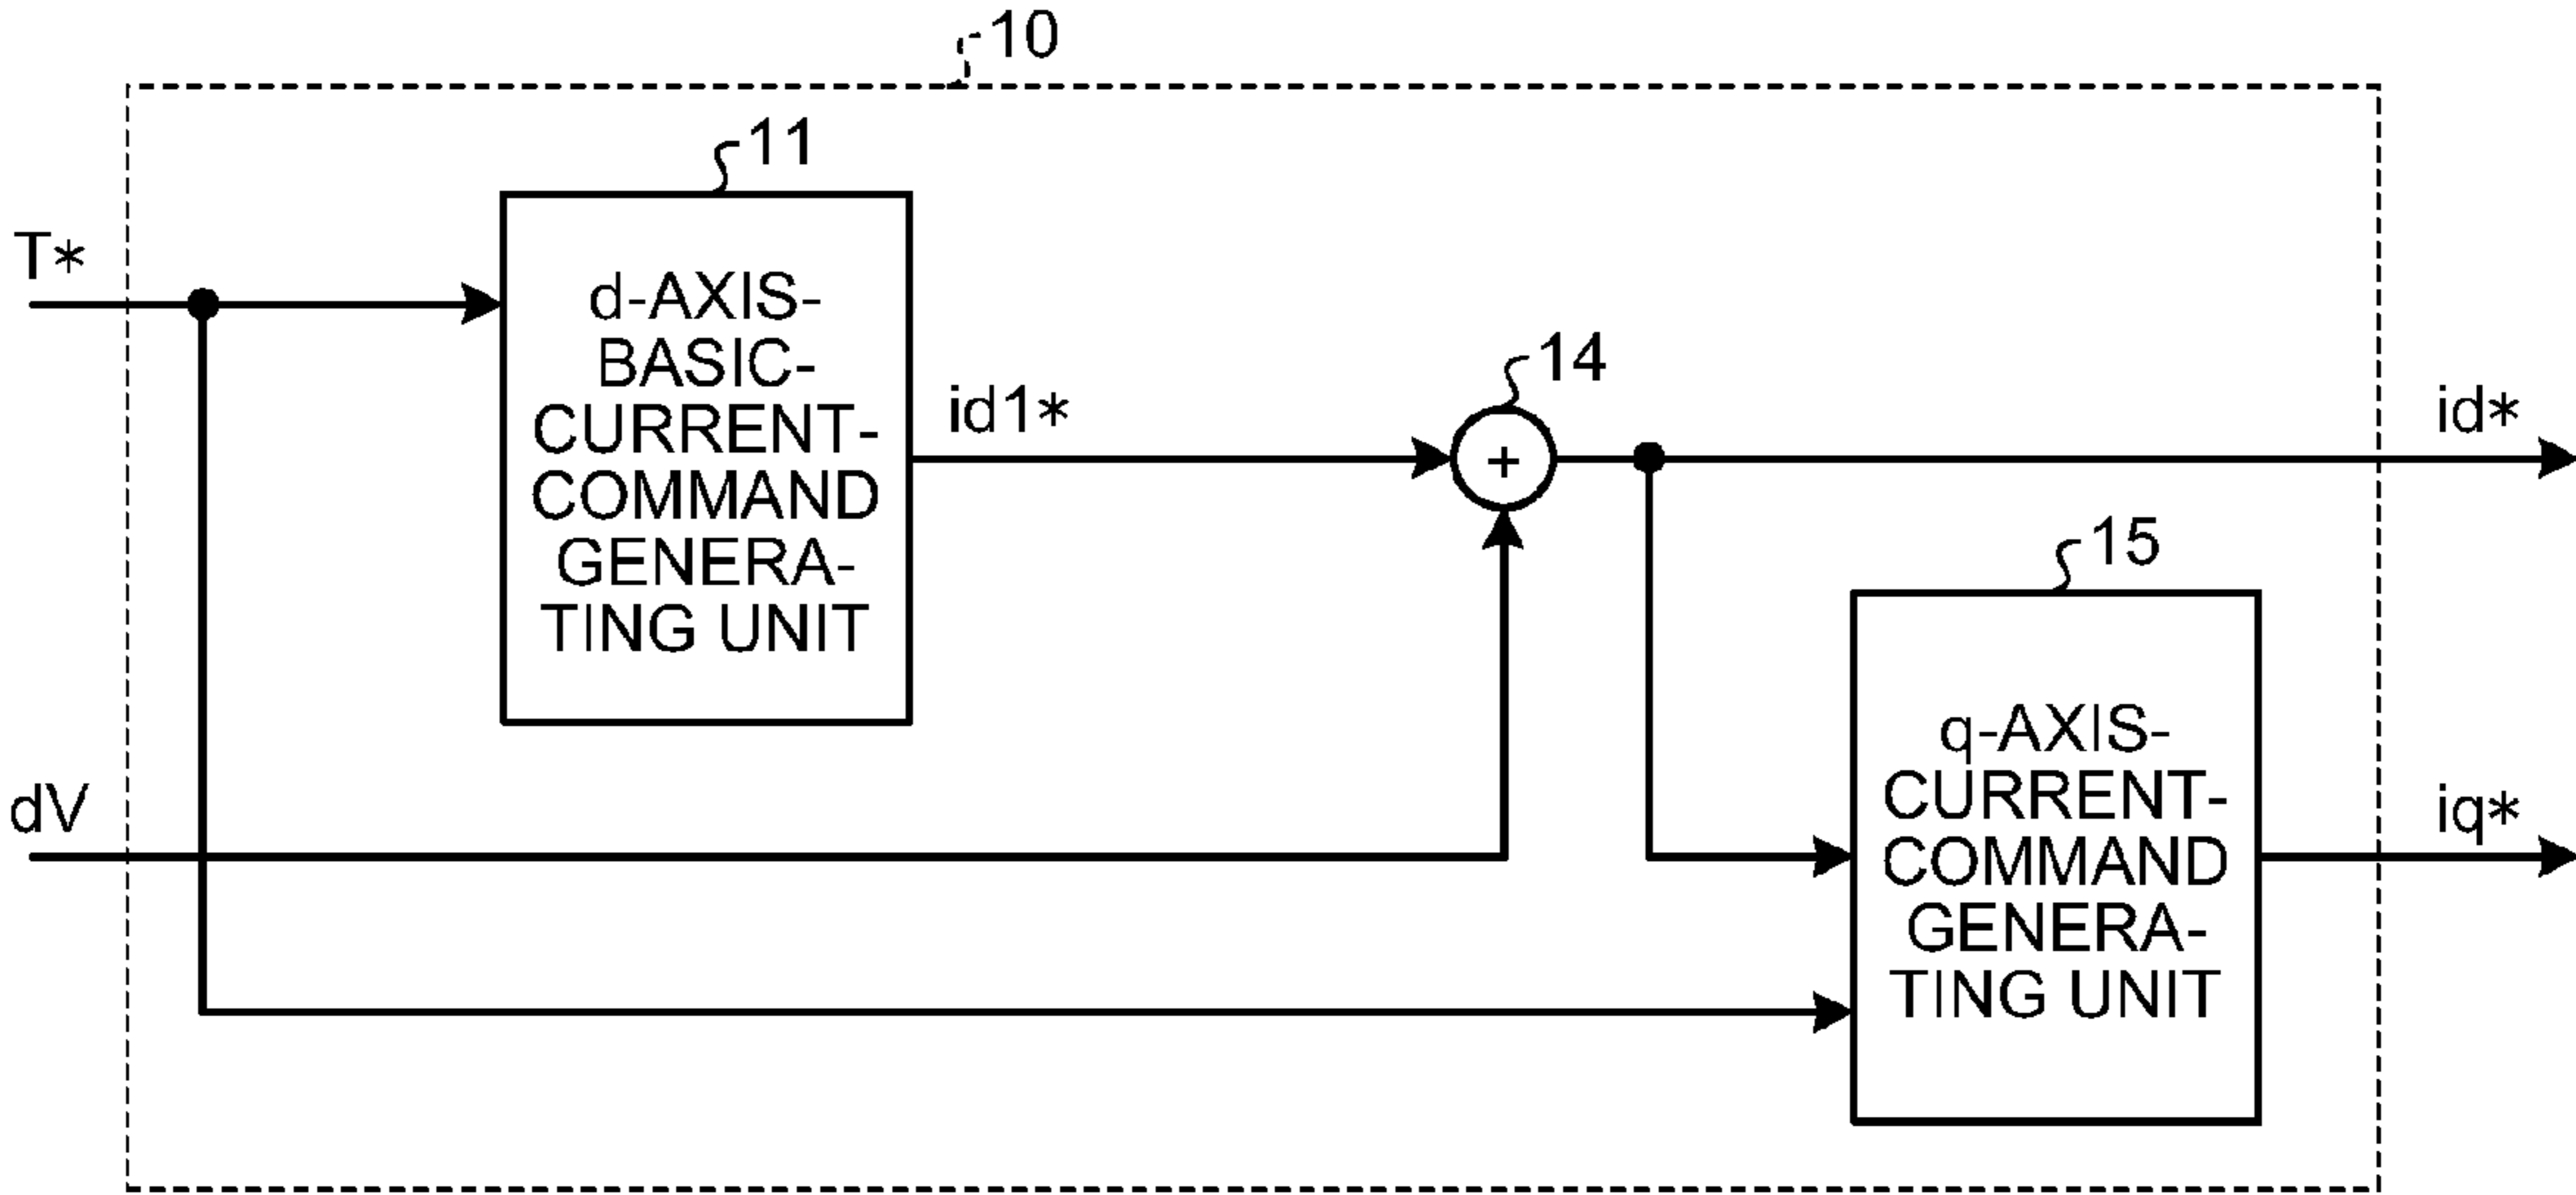 10
11
T*
d-AXIS-
BASIC-
CURRENT-
COMMAND
GENERA-
TING UNIT
id1*
14
+
id*
15
dV
q-AXIS-
CURRENT-
COMMAND
GENERA-
TING UNIT
iq*